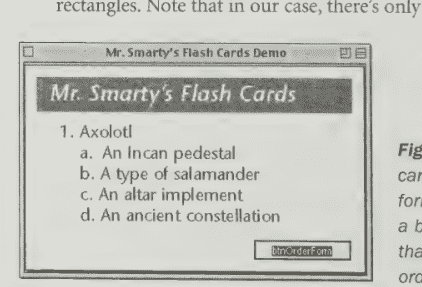 rectangles. Note that in our case, there's only
Mr. Smarty's Flash Cards Demo
Mr. Smarty's Flash Cards
1. Axolotl
a. An Incan pedestal
b. A type of salamander
c. An altar implement
d. An ancient constellation
btnOrderForm
Fig
car
for
a b
tha
ord